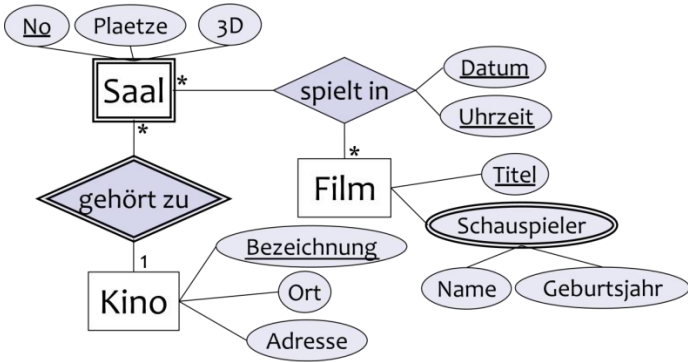 No Plaetze 3D
Saal * spielt in Datum
Uhrzeit
*
*
gehört zu Film Titel
Schauspieler
1
Bezeichnung
Kino Ort Name Geburtsjahr
Adresse